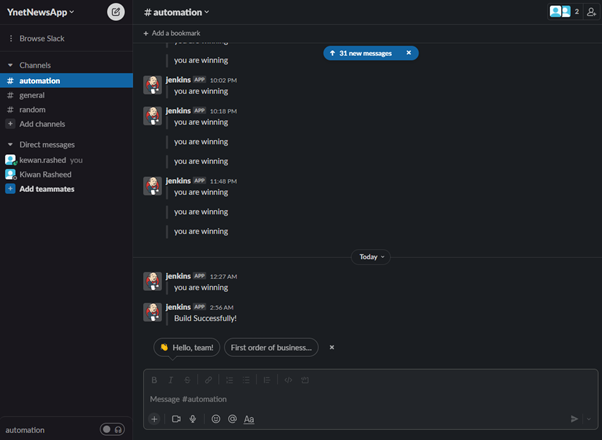 YnetNewsApp
# automation
2
Add a bookmark
Browse Slack
Channels
# automation
# general
# random
+ Add channels
Direct messages
kewan.rashed you
Kiwan Rasheed
+ Add teammates
31 new messages
you are winning
you are winning
jenkins APP 10:02 PM
you are winning
jenkins APP 10:18 PM
you are winning
you are winning
you are winning
jenkins APP 11:48 PM
you are winning
you are winning
you are winning
Today
jenkins APP 12:27 AM
you are winning
jenkins APP 2:56 AM
Build Successfully!
👋 Hello, team!
First order of business...
B I S
Message #automation
Aa
automation